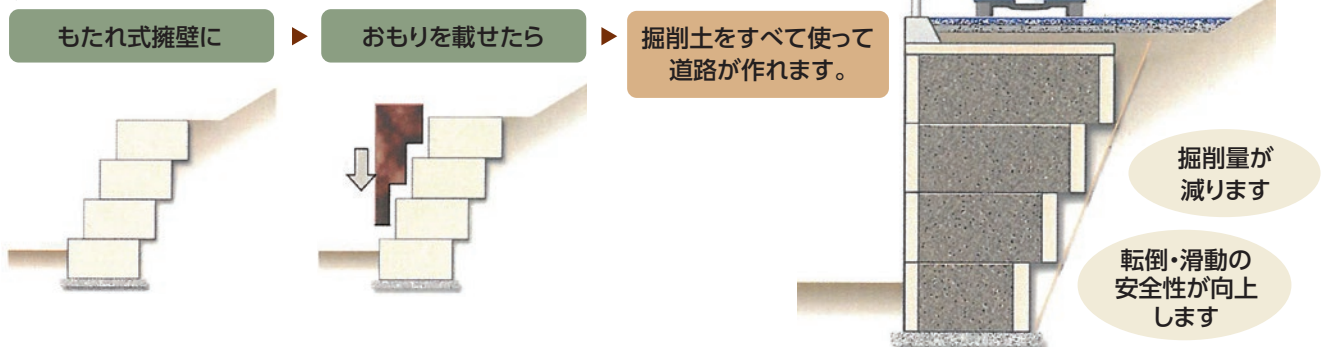 もたれ式擁壁に
おもりを載せたら
掘削土をすべて使って
道路が作れます。
掘削量が
減ります
転倒・滑動の
安全性が向上
します